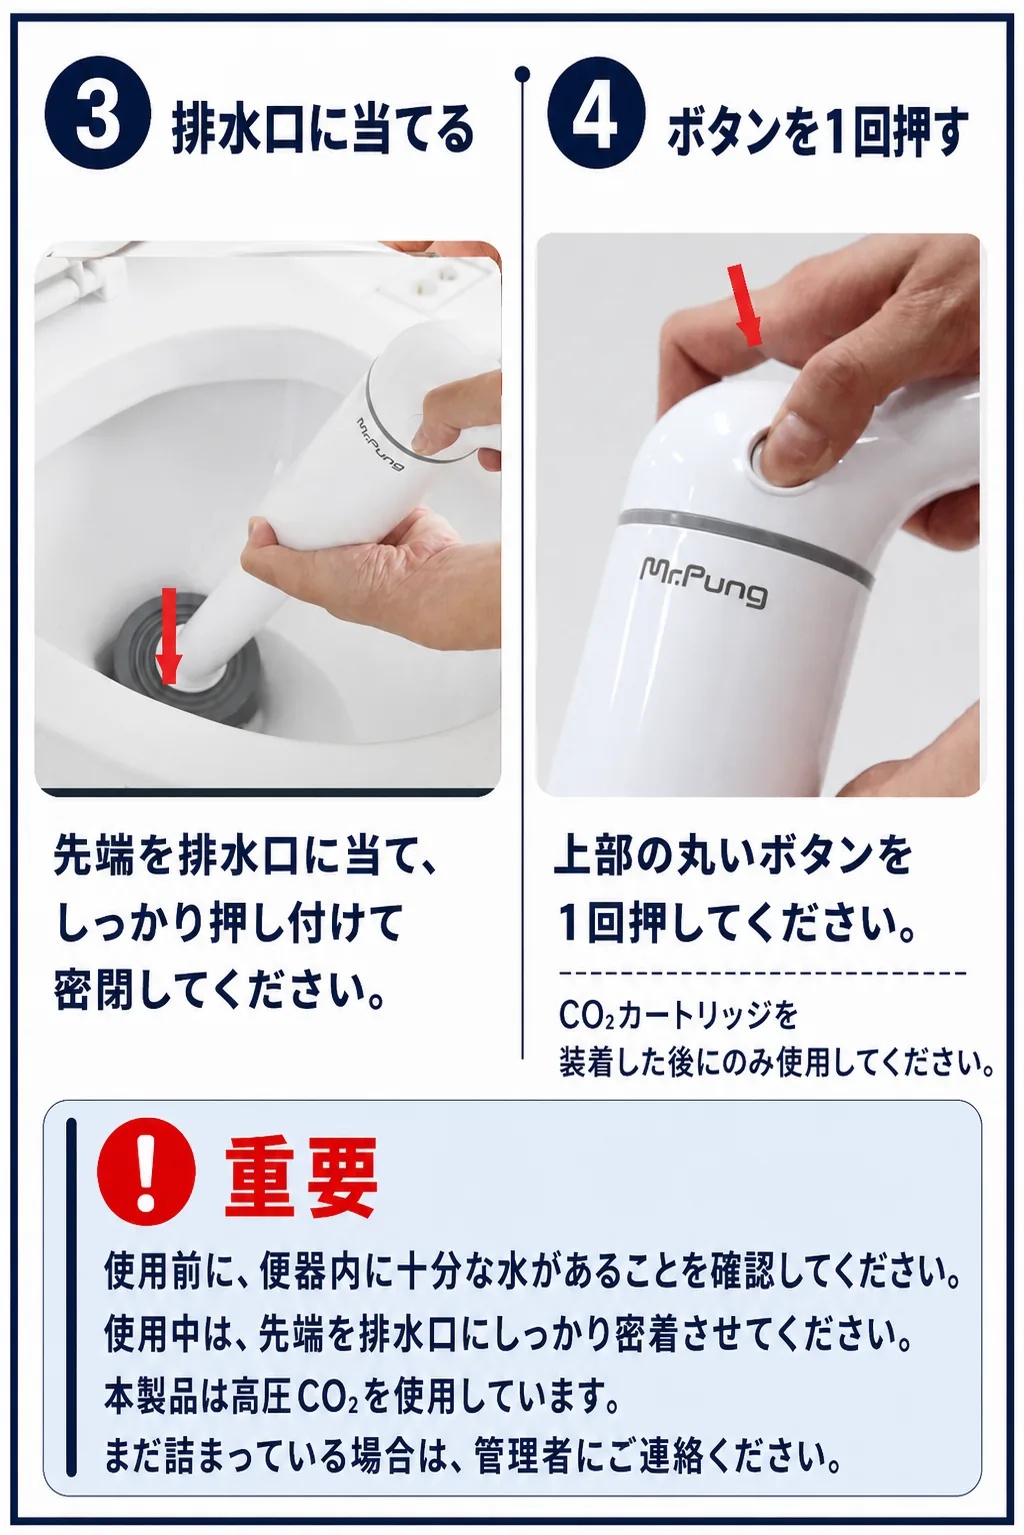 3 排水口に当てる
4 ボタンを1回押す
Mr.Pung
Mr.Pung
先端を排水口に当て、
しっかり押し付けて
密閉してください。
上部の丸いボタンを
1回押してください。
CO₂カートリッジを
装着した後にのみ使用してください。
! 重要
使用前に、便器内に十分な水があることを確認してください。
使用中は、先端を排水口にしっかり密着させてください。
本製品は高圧CO₂を使用しています。
まだ詰まっている場合は、管理者にご連絡ください。